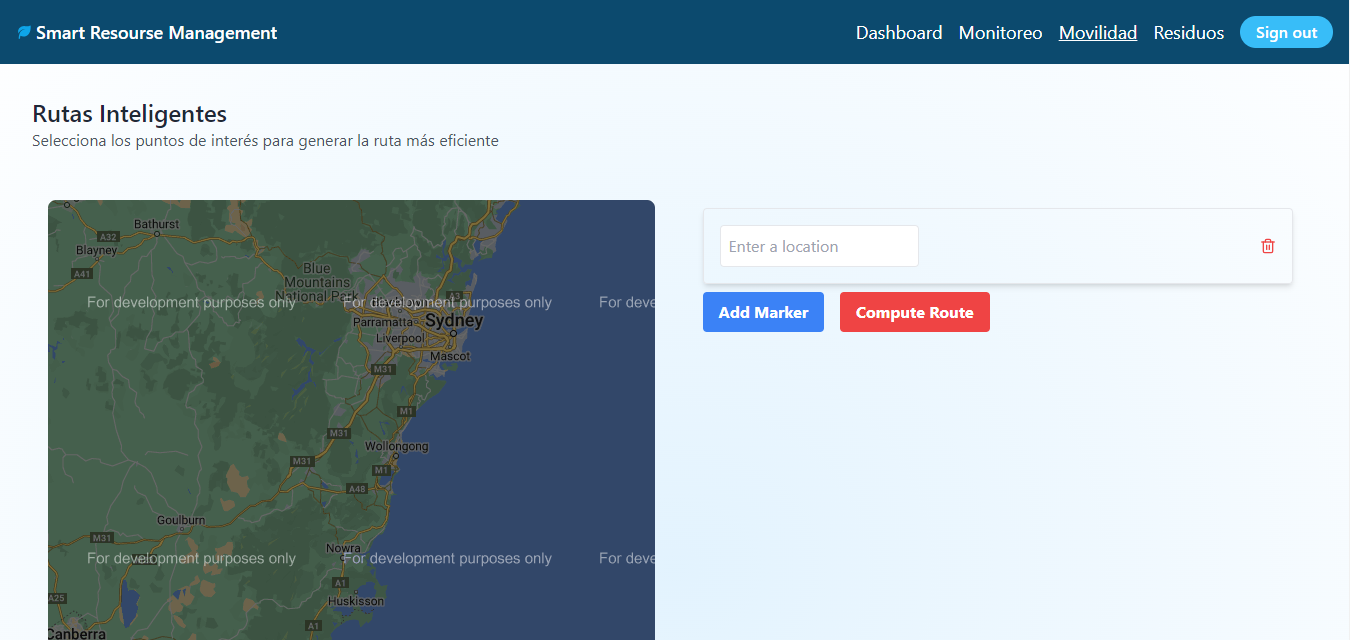 Smart Resourse Management
Dashboard Monitoreo Movilidad Residuos Sign out
Rutas Inteligentes
Selecciona los puntos de interés para generar la ruta más eficiente
Bathurst
A32
Blayney
A41
Blue
Mountains
National Park
For development purposes only For development purposes only For deve
A3
Parramatta
Sydney
Liverpool
Mascot
M31
M1
M31
Wollongong
M31
M1
A48
Goulburn
M31
Nowra
For development purposes only For development purposes only For deve
A1
A25
Huskisson
A1
Canberra
Enter a location
Add Marker Compute Route